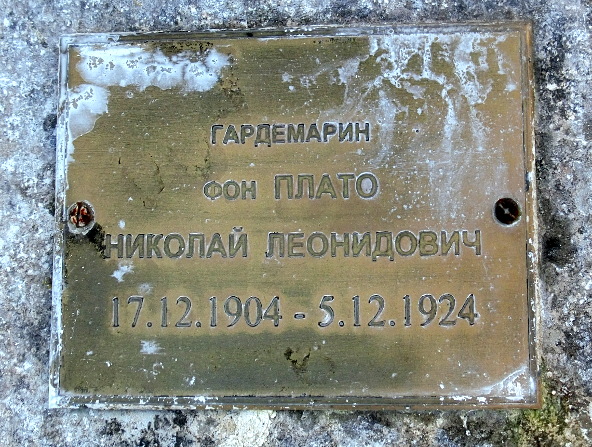 ГАРДЕМАРИН
ФОН ПЛАТО
НИКОЛАЙ ЛЕОНИДОВИЧ
17.12.1904 - 5.12.1924